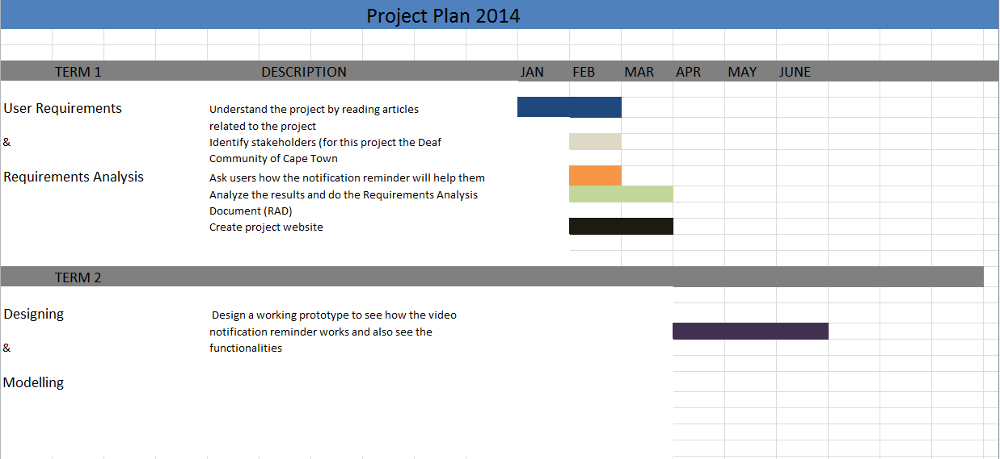 Project Plan 2014
TERM 1 DESCRIPTION JAN FEB MAR APR MAY JUNE
User Requirements Understand the project by reading articles
related to the project
& Identify stakeholders (for this project the Deaf
Community of Cape Town
Requirements Analysis Ask users how the notification reminder will help them
Analyze the results and do the Requirements Analysis
Document (RAD)
Create project website
TERM 2
Designing Design a working prototype to see how the video
notification reminder works and also see the
& functionalities
Modelling